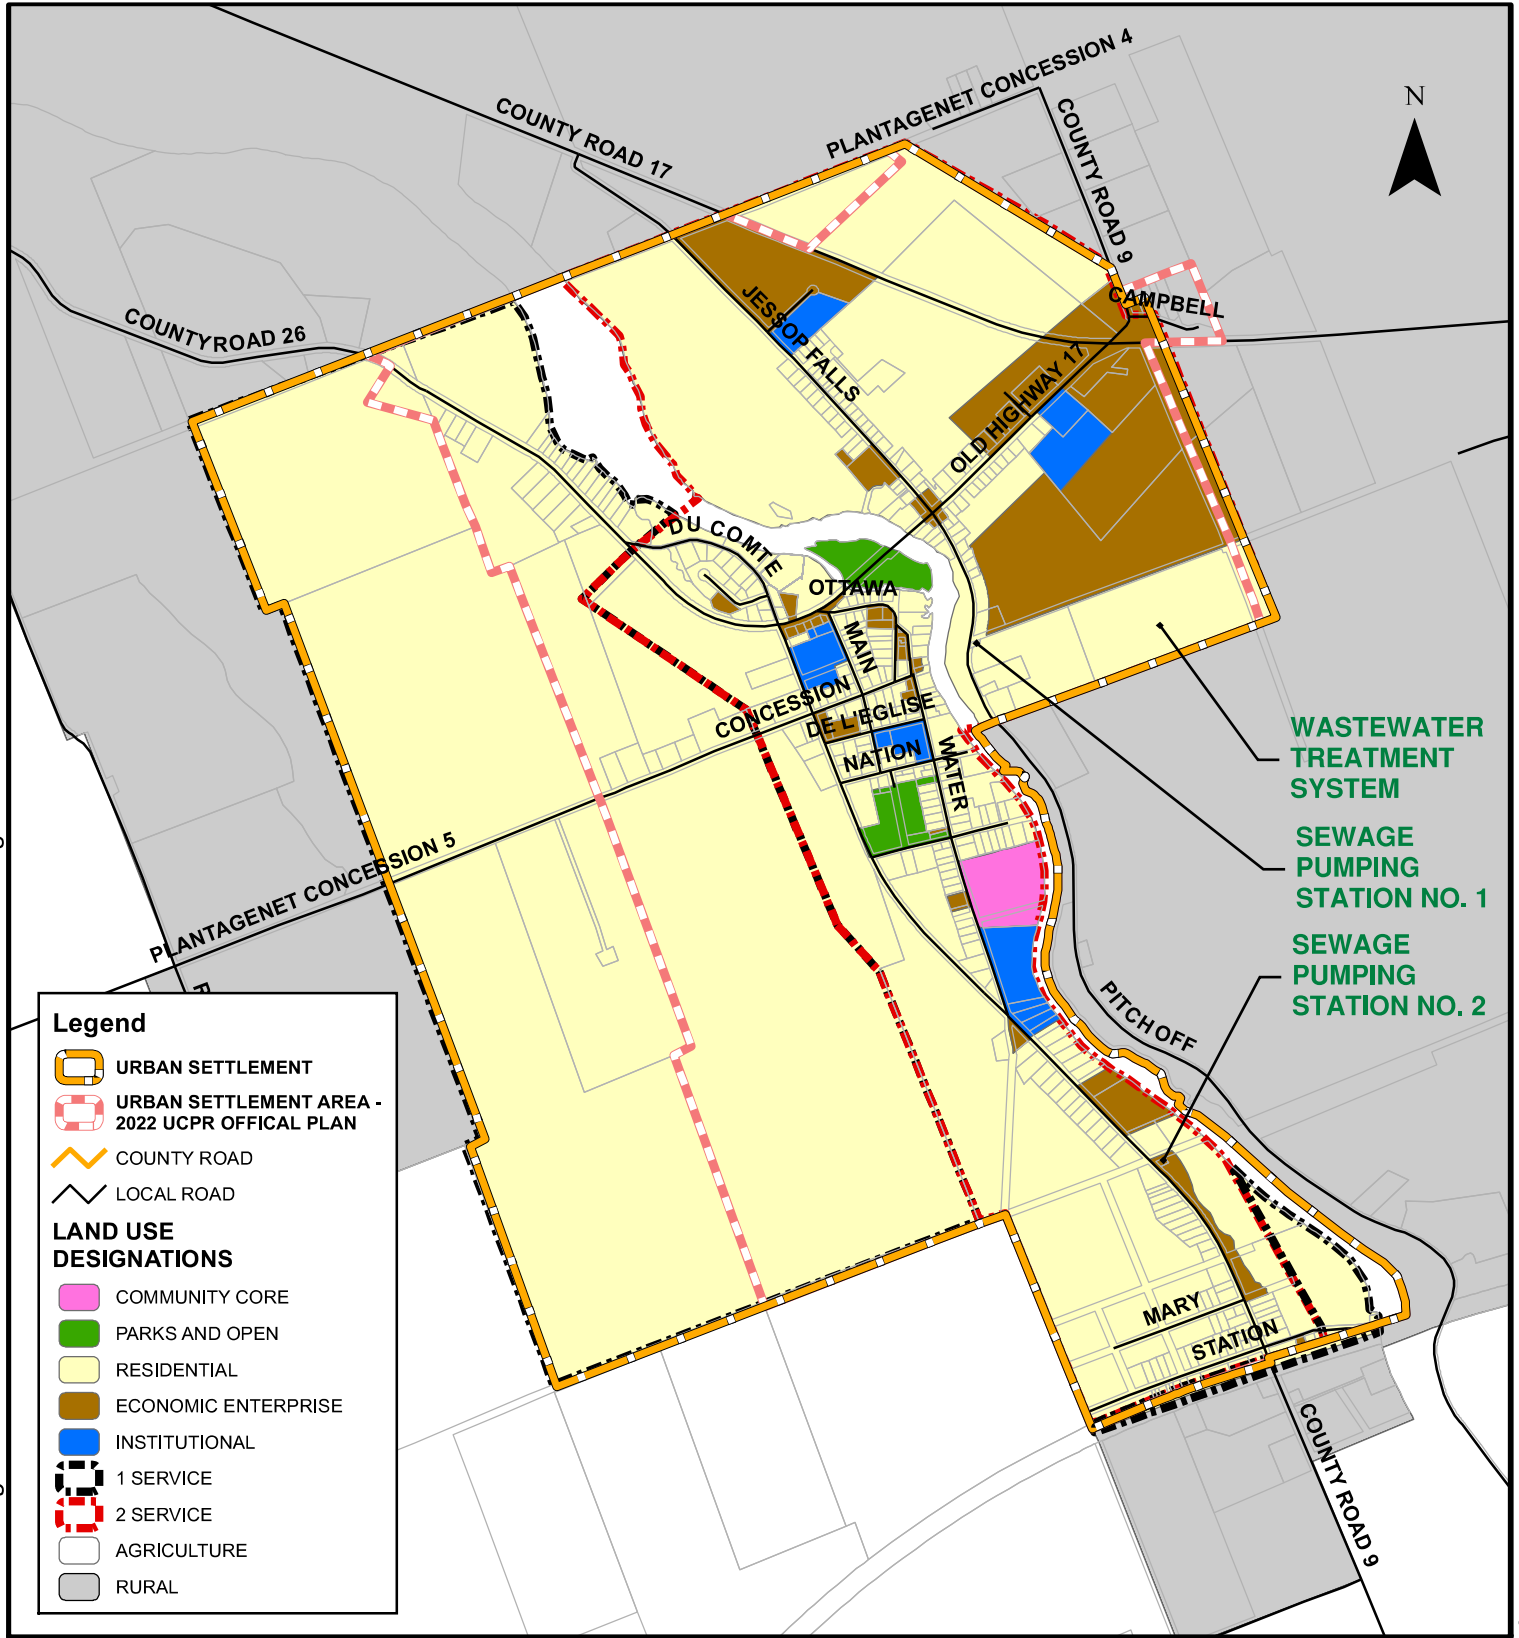 PLANTAGENET CONCESSION 4
N
COUNTY ROAD 17
COUNTY ROAD 9
COUNTYROAD 26
CAMPBELL
JESSOP FALLS
OLD HIGHWAY 17
DU COMTE
OTTAWA
MAIN
CONCESSION
DE L'EGLISE
NATION
WATER
WASTEWATER
TREATMENT
SYSTEM
SEWAGE
PUMPING
STATION NO. 1
PLANTAGENET CONCESSION 5
SEWAGE
PUMPING
STATION NO. 2
PITCH OFF
MARY
STATION
COUNTY ROAD 9
Legend
URBAN SETTLEMENT
URBAN SETTLEMENT AREA -
2022 UCPR OFFICAL PLAN
COUNTY ROAD
LOCAL ROAD
LAND USE
DESIGNATIONS
COMMUNITY CORE
PARKS AND OPEN
RESIDENTIAL
ECONOMIC ENTERPRISE
INSTITUTIONAL
1 SERVICE
2 SERVICE
AGRICULTURE
RURAL